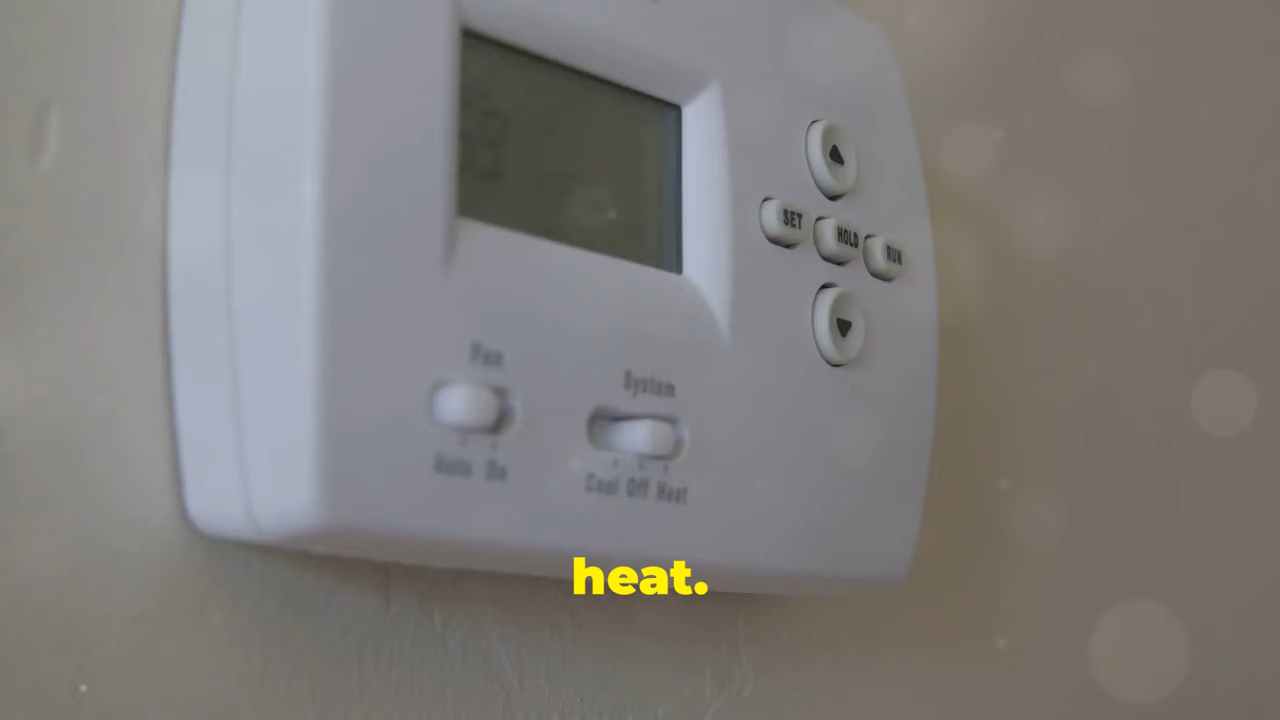 SET
HOLD
RUN
Fan
System
Auto On
Cool Off Heat
heat.